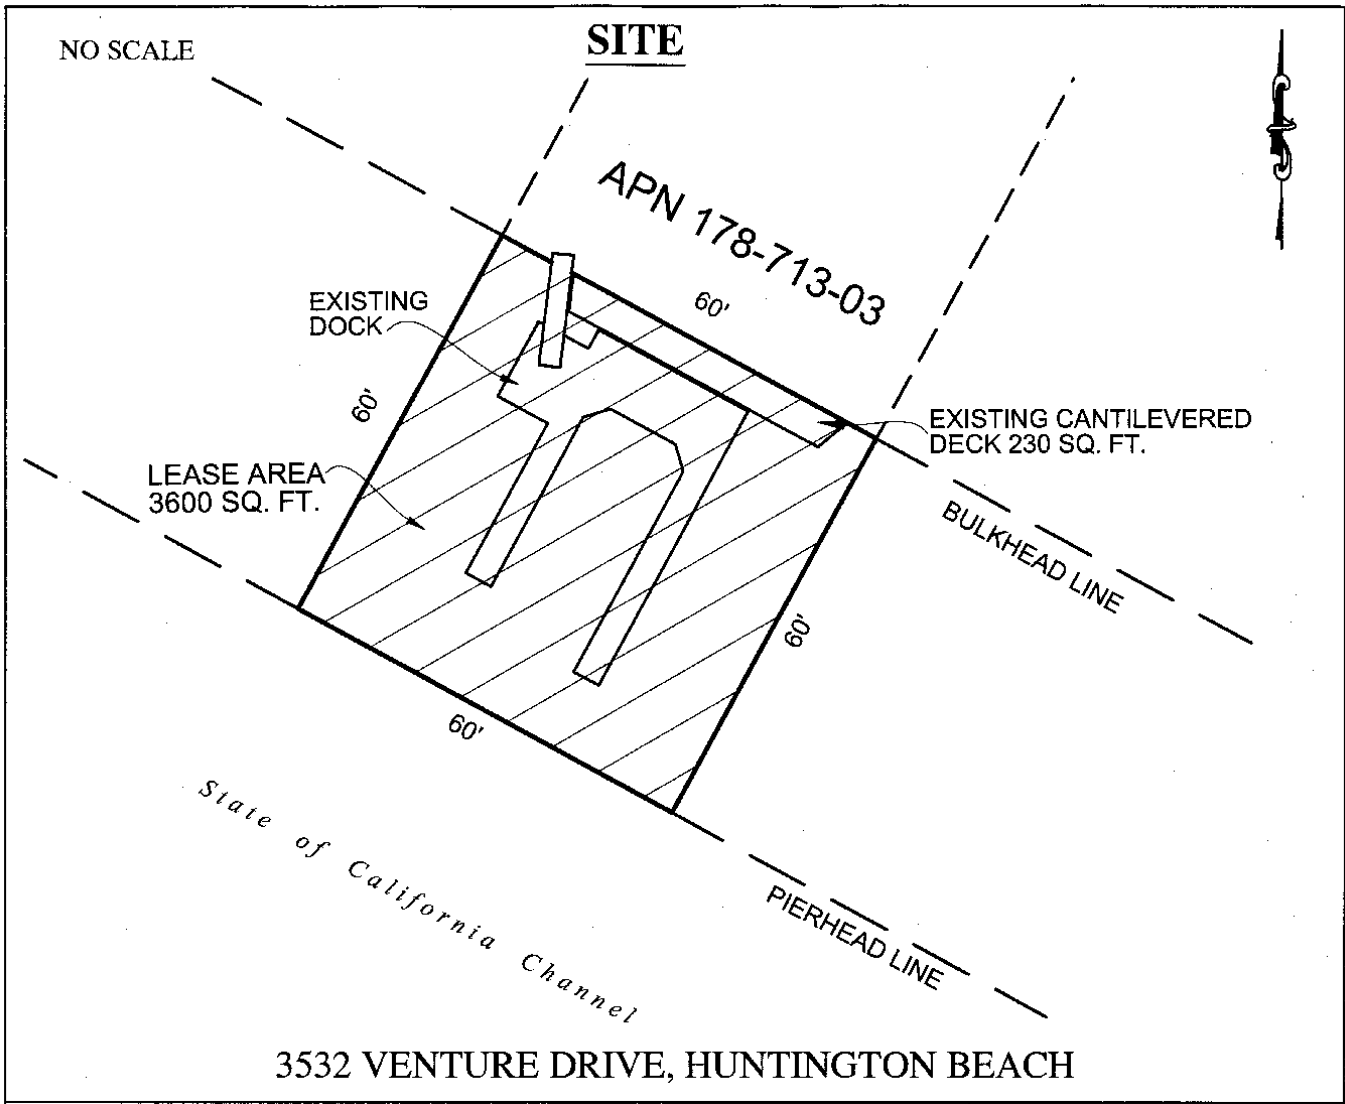 NO SCALE
SITE
APN 178-713-03
60'
EXISTING
DOCK
60'
EXISTING CANTILEVERED
DECK 230 SQ. FT.
LEASE AREA
3600 SQ. FT.
BULKHEAD LINE
60'
60'
State of California Channel
PIERHEAD LINE
3532 VENTURE DRIVE, HUNTINGTON BEACH